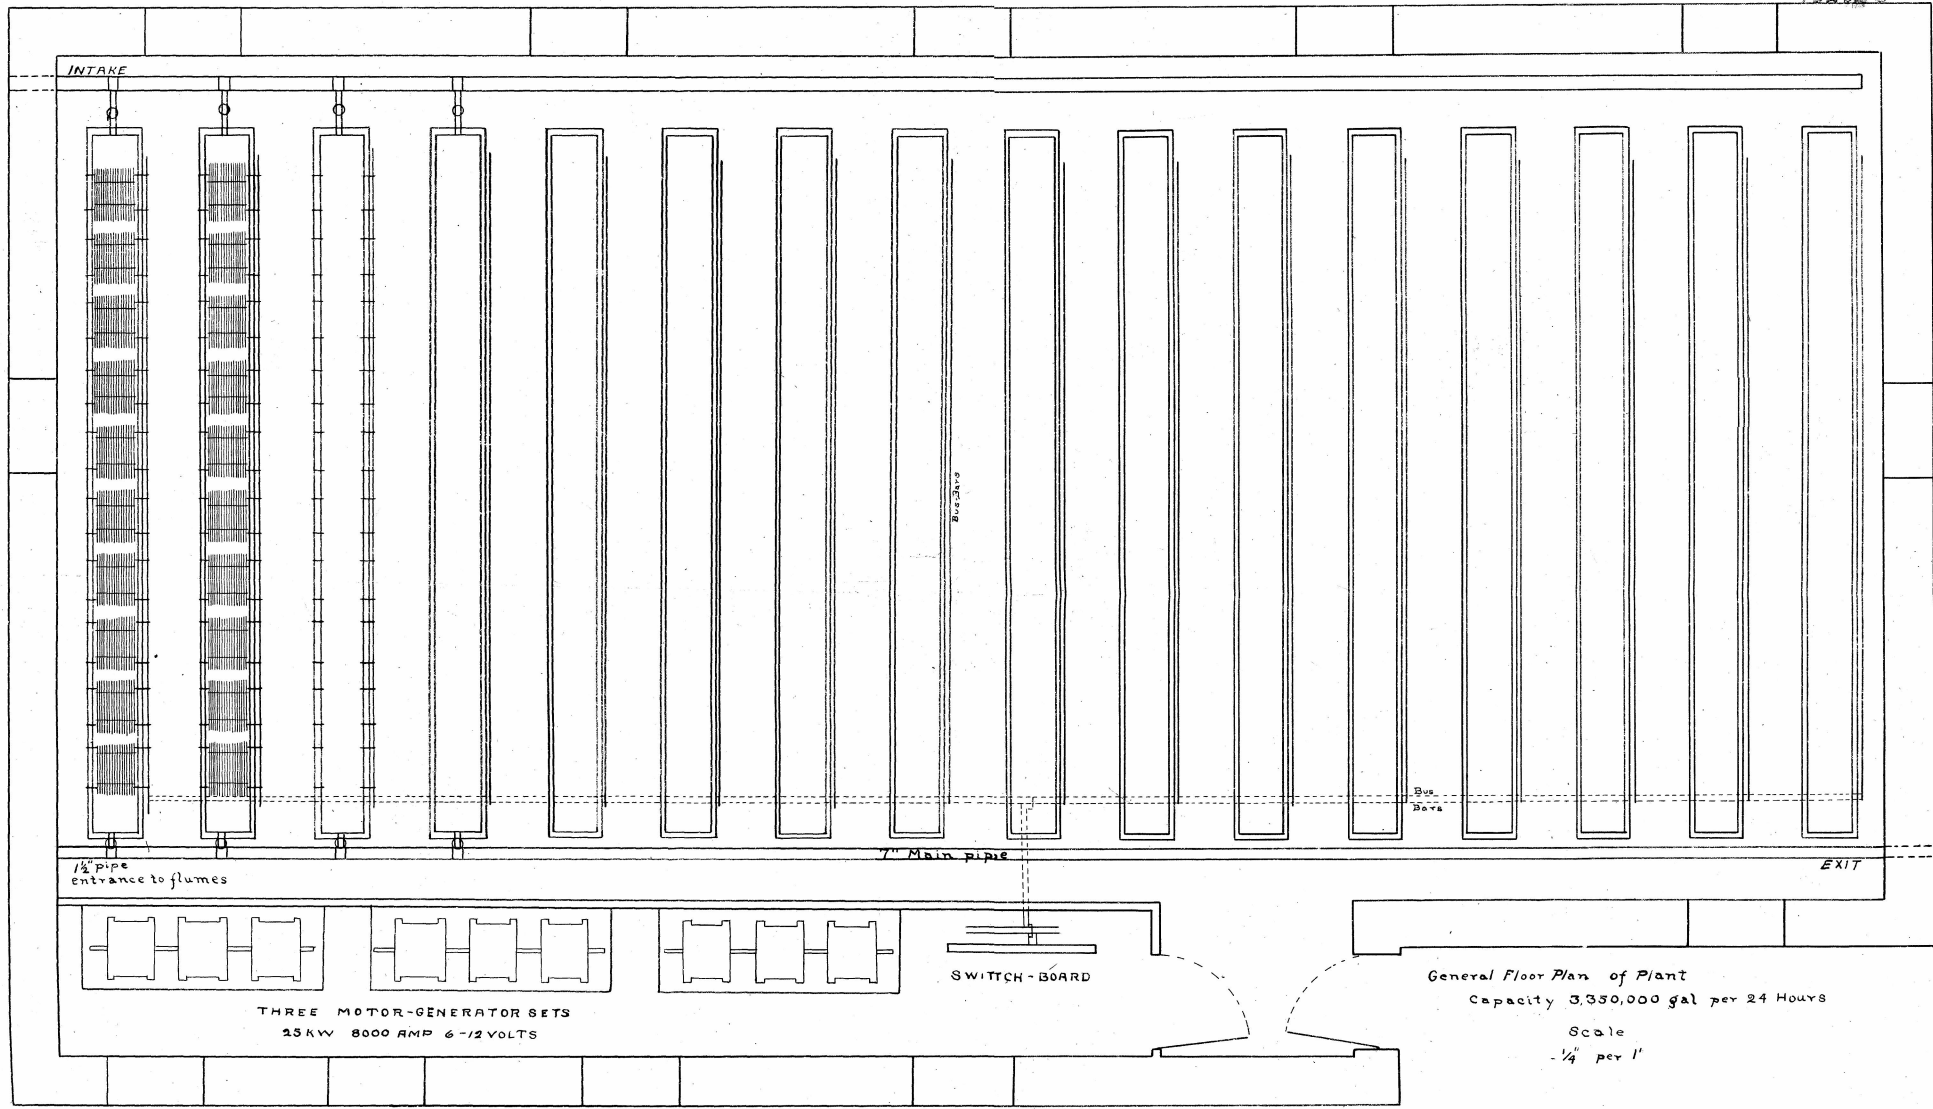 INTAKE
Bus-Bars
Bus
Bars
7" Main pipe
1½" pipe
entrance to flumes
EXIT
SWITTCH-BOARD
THREE MOTOR-GENERATOR SETS
25 KW 8000 AMP 6-12 VOLTS
General Floor Plan of Plant
Capacity 3,350,000 gal per 24 Hours
Scale
-¼" per 1'